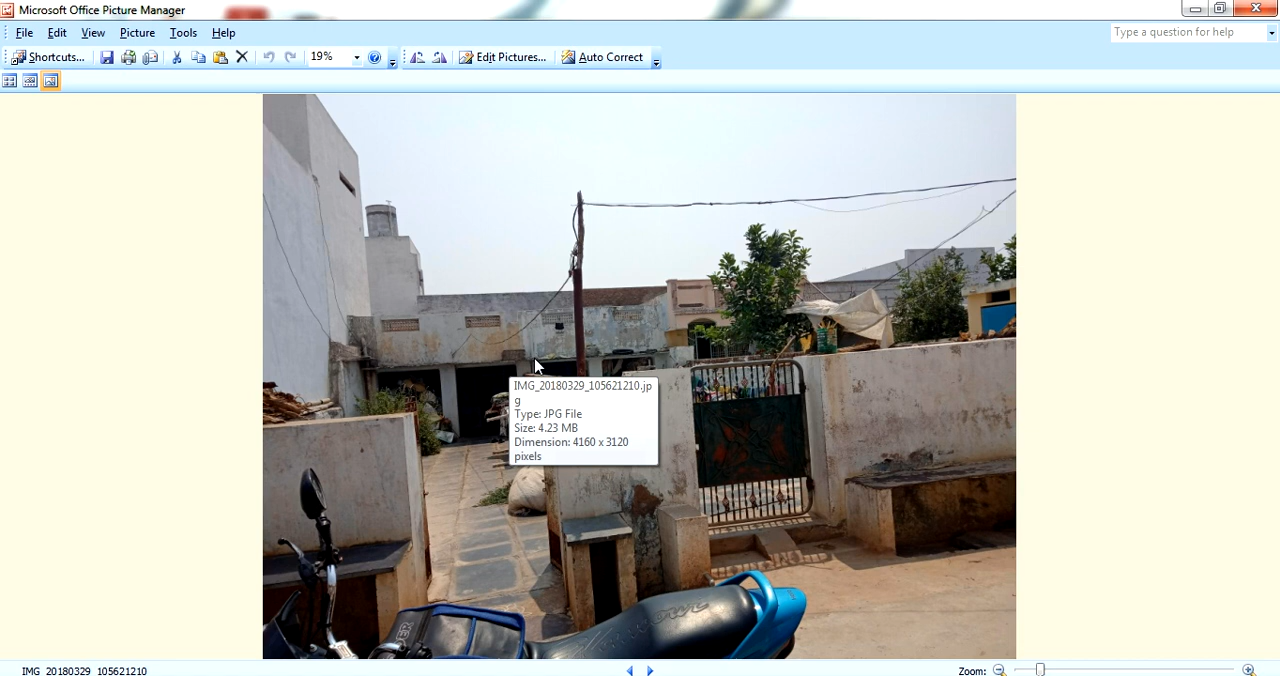 Microsoft Office Picture Manager
File Edit View Picture Tools Help
Type a question for help
Shortcuts... 19% Edit Pictures... Auto Correct
IMG_20180329_105621210.jp
g
Type: JPG File
Size: 4.23 MB
Dimension: 4160 x 3120
pixels
IMG_20180329_105621210
Zoom: